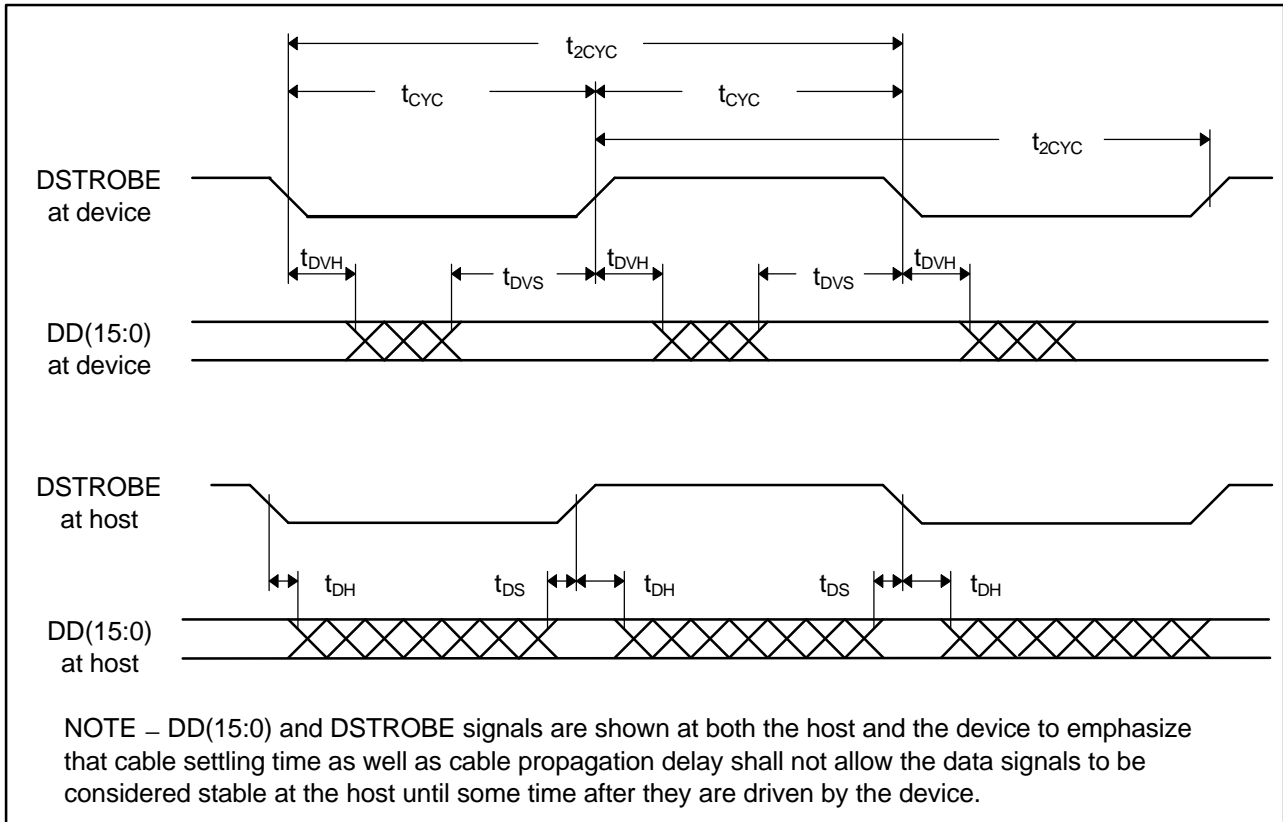 t2CYC
tCYC
tCYC
t2CYC
DSTROBE
at device
tDVH
tDVS
tDVH
tDVS
tDVH
DD(15:0)
at device
DSTROBE
at host
tDH
tDS
tDH
tDS
tDH
DD(15:0)
at host
NOTE – DD(15:0) and DSTROBE signals are shown at both the host and the device to emphasize
that cable settling time as well as cable propagation delay shall not allow the data signals to be
considered stable at the host until some time after they are driven by the device.